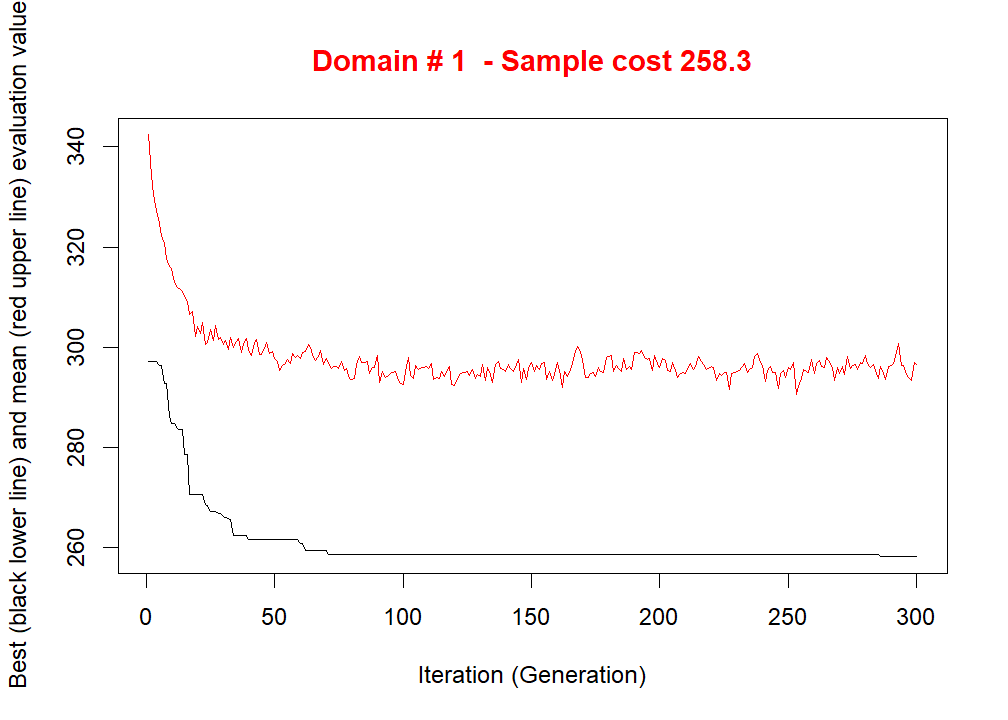 Domain # 1  - Sample cost 258.3
Best (black lower line) and mean (red upper line) evaluation value
340
320
300
280
260
0 50 100 150 200 250 300
Iteration (Generation)